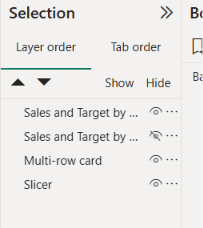 Selection
Bo
Layer order Tab order
Show Hide
Ba
Sales and Target by ...
Sales and Target by ...
Multi-row card
Slicer